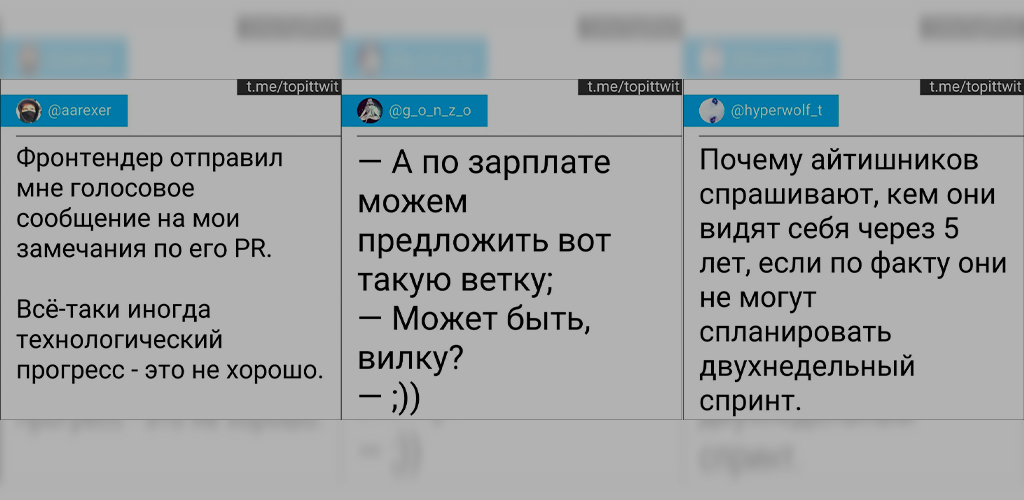 t.me/topittwit
@aarexer
Фронтендер отправил
мне голосовое
сообщение на мои
замечания по его PR.
Всё-таки иногда
технологический
прогресс - это не хорошо.
t.me/topittwit
@g_o_n_z_o
— А по зарплате
можем
предложить вот
такую ветку;
— Может быть,
вилку?
— ;))
t.me/topittwit
@hyperwolf_t
Почему айтишников
спрашивают, кем они
видят себя через 5
лет, если по факту они
не могут
спланировать
двухнедельный
спринт.